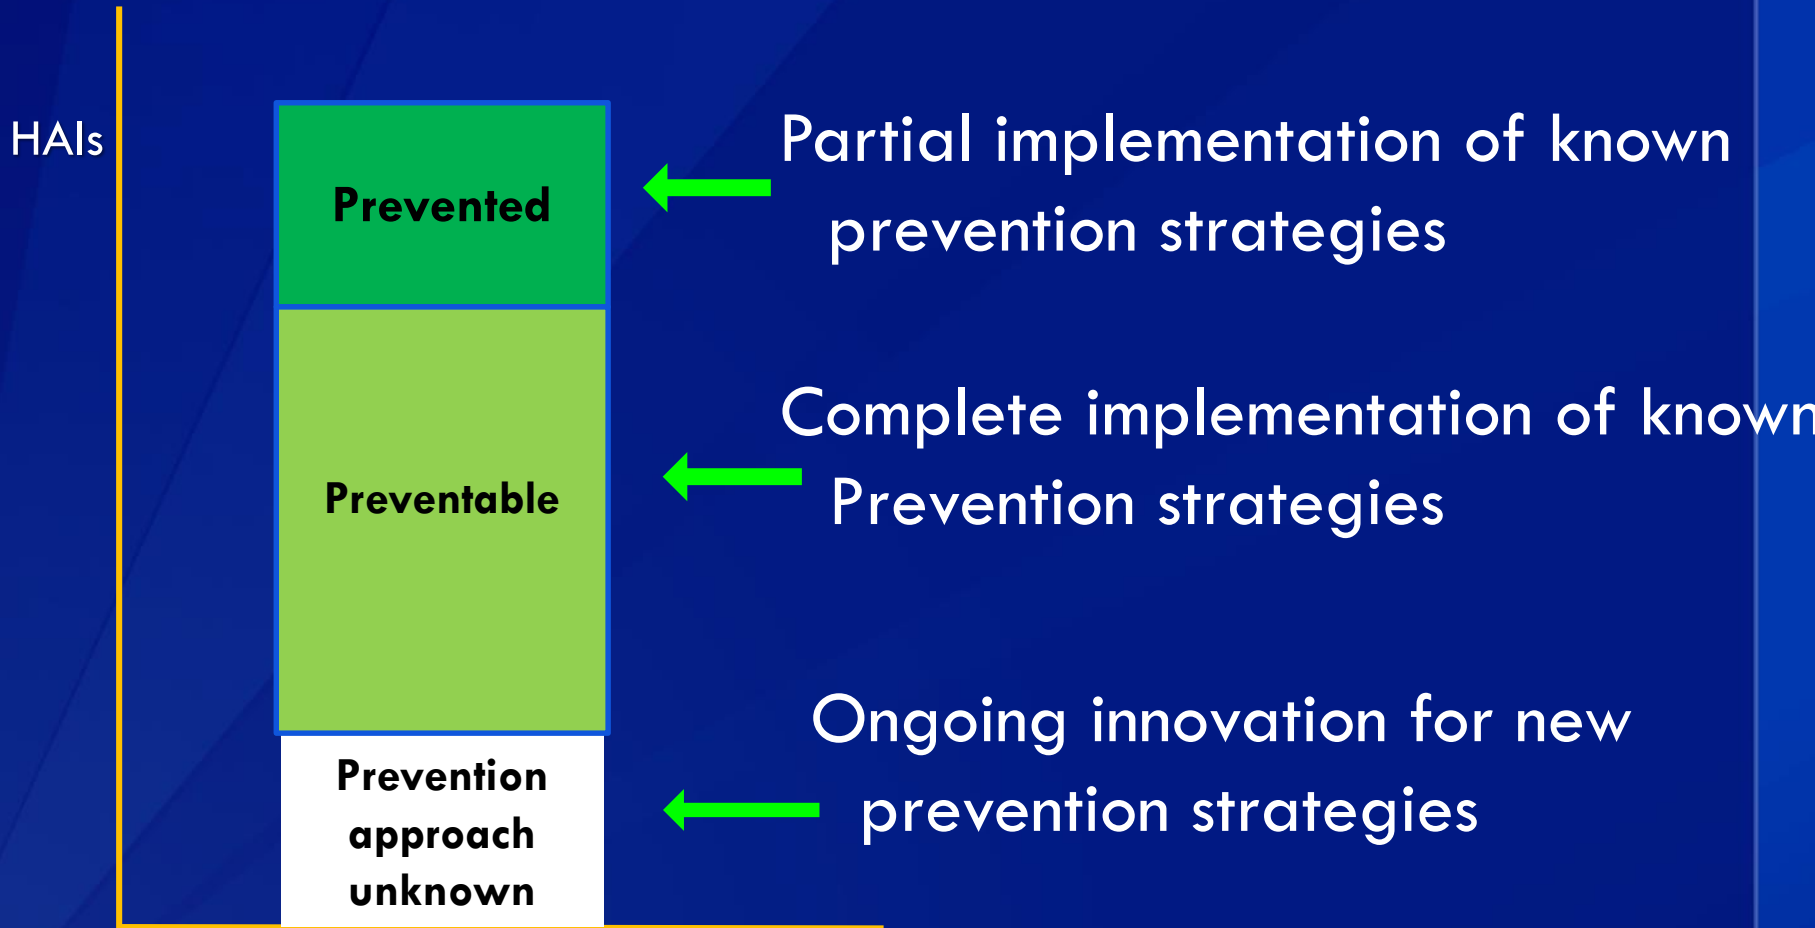 HAIs
Prevented
Partial implementation of known
prevention strategies
Preventable
Complete implementation of known
Prevention strategies
Prevention
approach
unknown
Ongoing innovation for new
prevention strategies